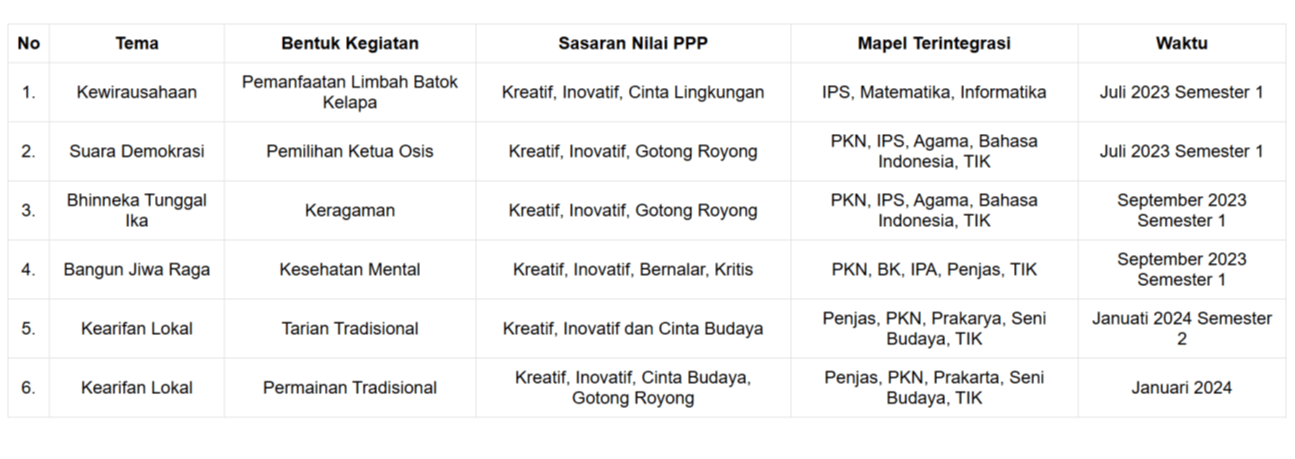 No Tema Bentuk Kegiatan Sasaran Nilai PPP Mapel Terintegrasi Waktu
1. Kewirausahaan Pemanfaatan Limbah Batok Kelapa Kreatif, Inovatif, Cinta Lingkungan IPS, Matematika, Informatika Juli 2023 Semester 1
2. Suara Demokrasi Pemilihan Ketua Osis Kreatif, Inovatif, Gotong Royong PKN, IPS, Agama, Bahasa Indonesia, TIK Juli 2023 Semester 1
3. Bhinneka Tunggal Ika Keragaman Kreatif, Inovatif, Gotong Royong PKN, IPS, Agama, Bahasa Indonesia, TIK September 2023 Semester 1
4. Bangun Jiwa Raga Kesehatan Mental Kreatif, Inovatif, Bernalar, Kritis PKN, BK, IPA, Penjas, TIK September 2023 Semester 1
5. Kearifan Lokal Tarian Tradisional Kreatif, Inovatif dan Cinta Budaya Penjas, PKN, Prakarya, Seni Budaya, TIK Januati 2024 Semester 2
6. Kearifan Lokal Permainan Tradisional Kreatif, Inovatif, Cinta Budaya, Gotong Royong Penjas, PKN, Prakarta, Seni Budaya, TIK Januari 2024